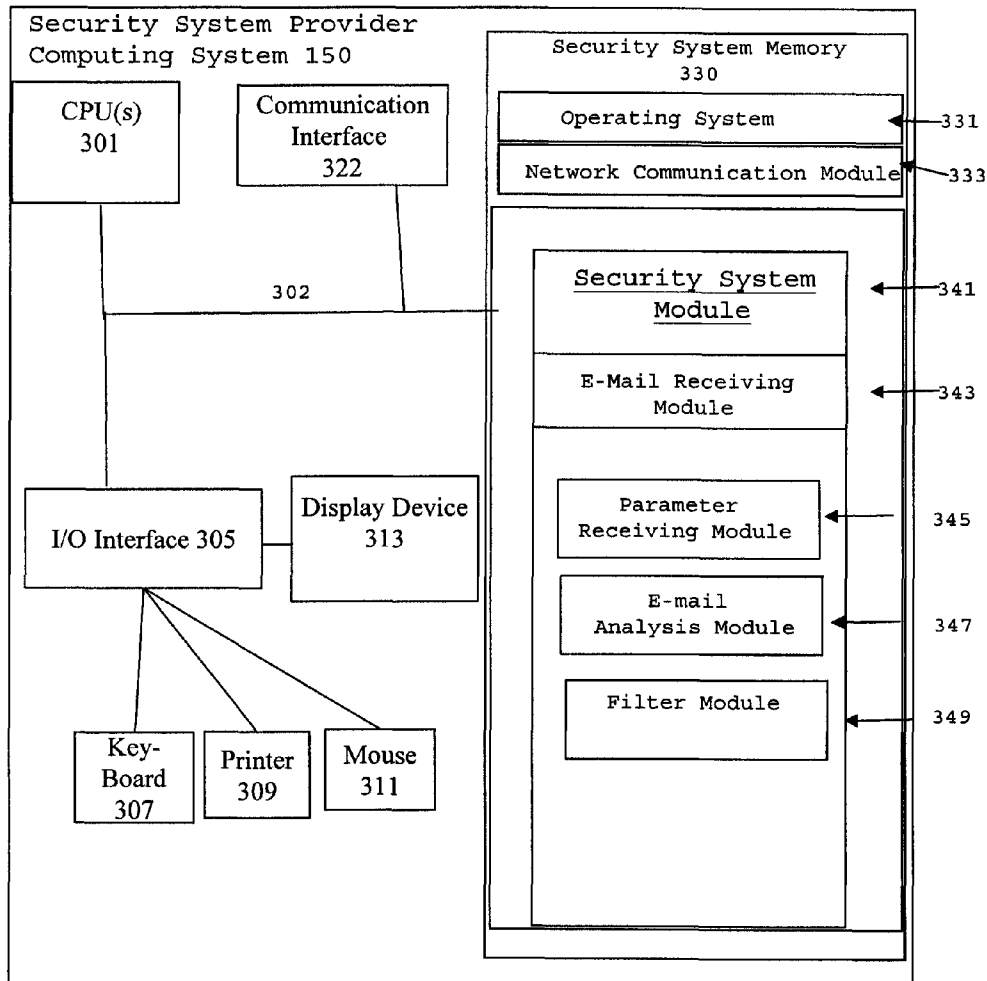 Security System Provider
Computing System 150
CPU(s)
301
Communication
Interface
322
Security System Memory
330
Operating System
331
Network Communication Module
333
302
Security System
Module
341
E-Mail Receiving
Module
343
Parameter
Receiving Module
345
E-mail
Analysis Module
347
Filter Module
349
I/O Interface 305
Display Device
313
Key-
Board
307
Printer
309
Mouse
311